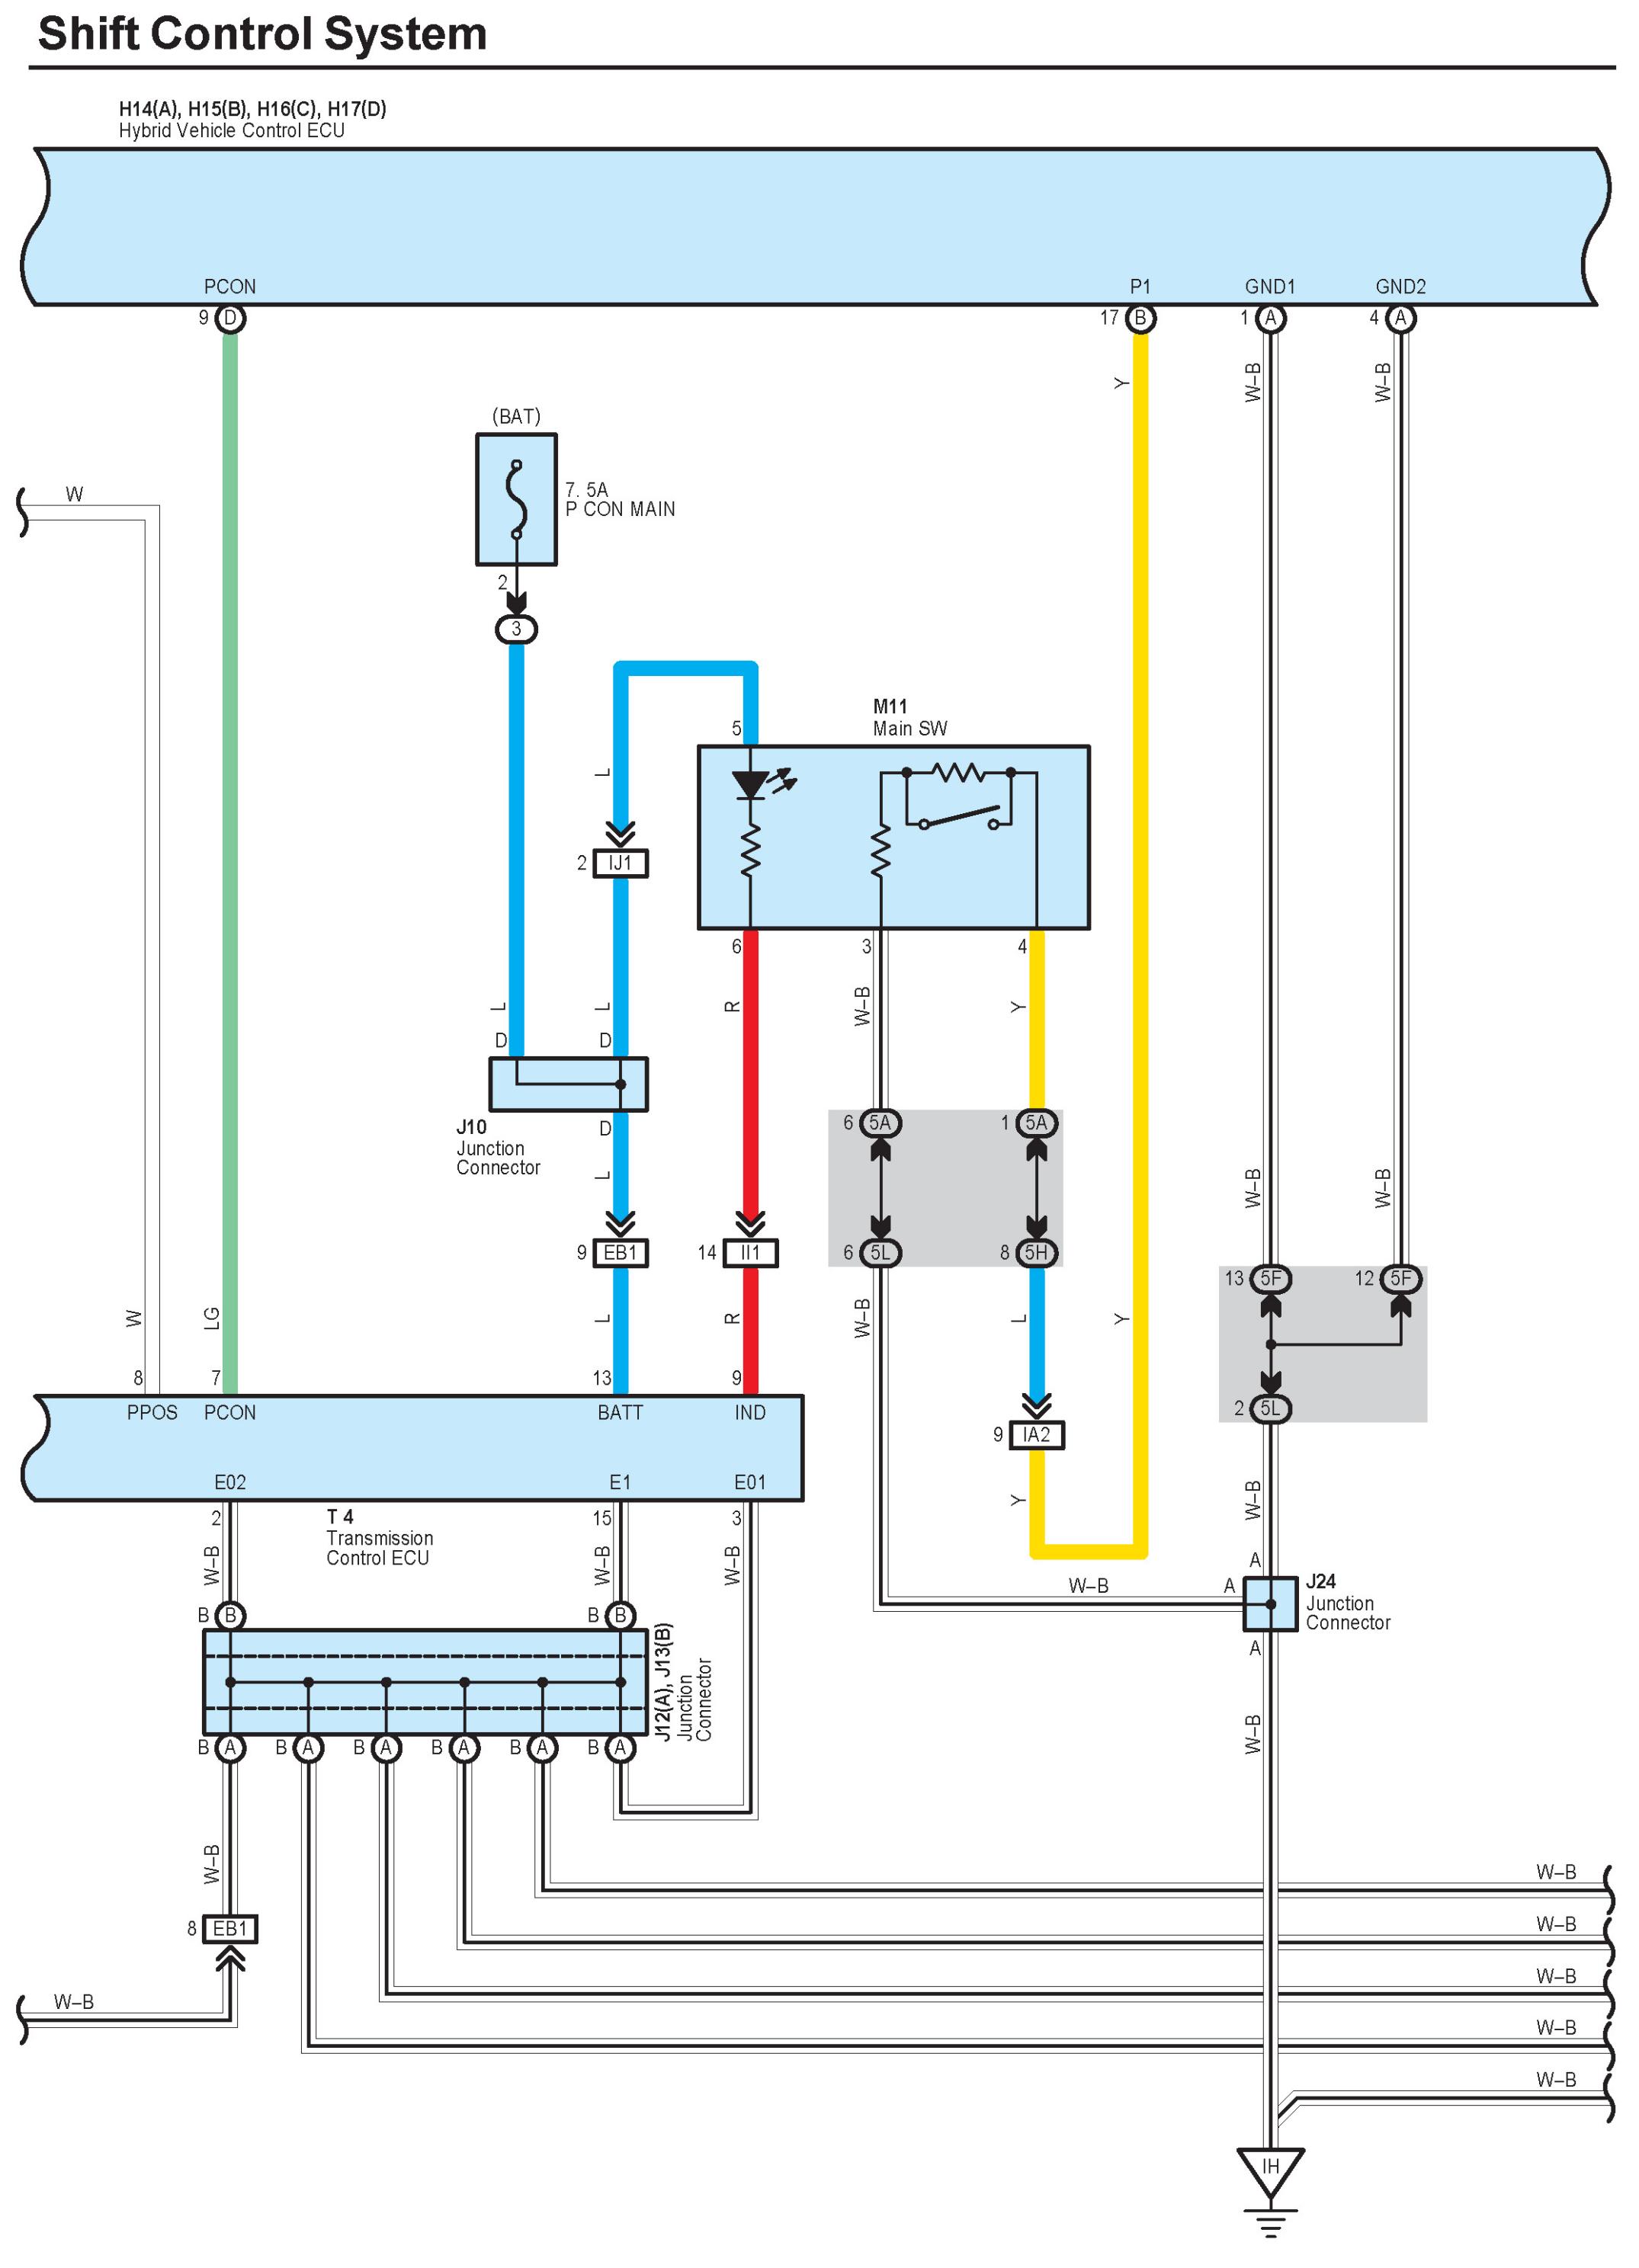 Shift Control System
H14(A), H15(B), H16(C), H17(D)
Hybrid Vehicle Control ECU
PCON
P1
GND1
GND2
9 D
17 B
1 A
4 A
Y
W–B
W–B
(BAT)
7. 5A
P CON MAIN
W
2
3
M11
Main SW
5
L
2 IJ1
6
3
4
L
L
R
W–B
Y
D
D
J10
Junction
Connector
D
L
6 5A
1 5A
W–B
W–B
9 EB1
14 II1
6 5L
8 5H
13 5F
12 5F
W
LG
L
R
W–B
L
Y
8
7
13
9
PPOS
PCON
BATT
IND
2 5L
9 IA2
E02
E1
E01
2
T 4
Transmission
Control ECU
15
3
Y
W–B
W–B
W–B
W–B
A
W–B
A
J24
Junction
Connector
A
B B
B B
J12(A), J13(B)
Junction
Connector
B A
B A
B A
B A
B A
B A
W–B
W–B
8 EB1
W–B
W–B
W–B
W–B
W–B
W–B
IH